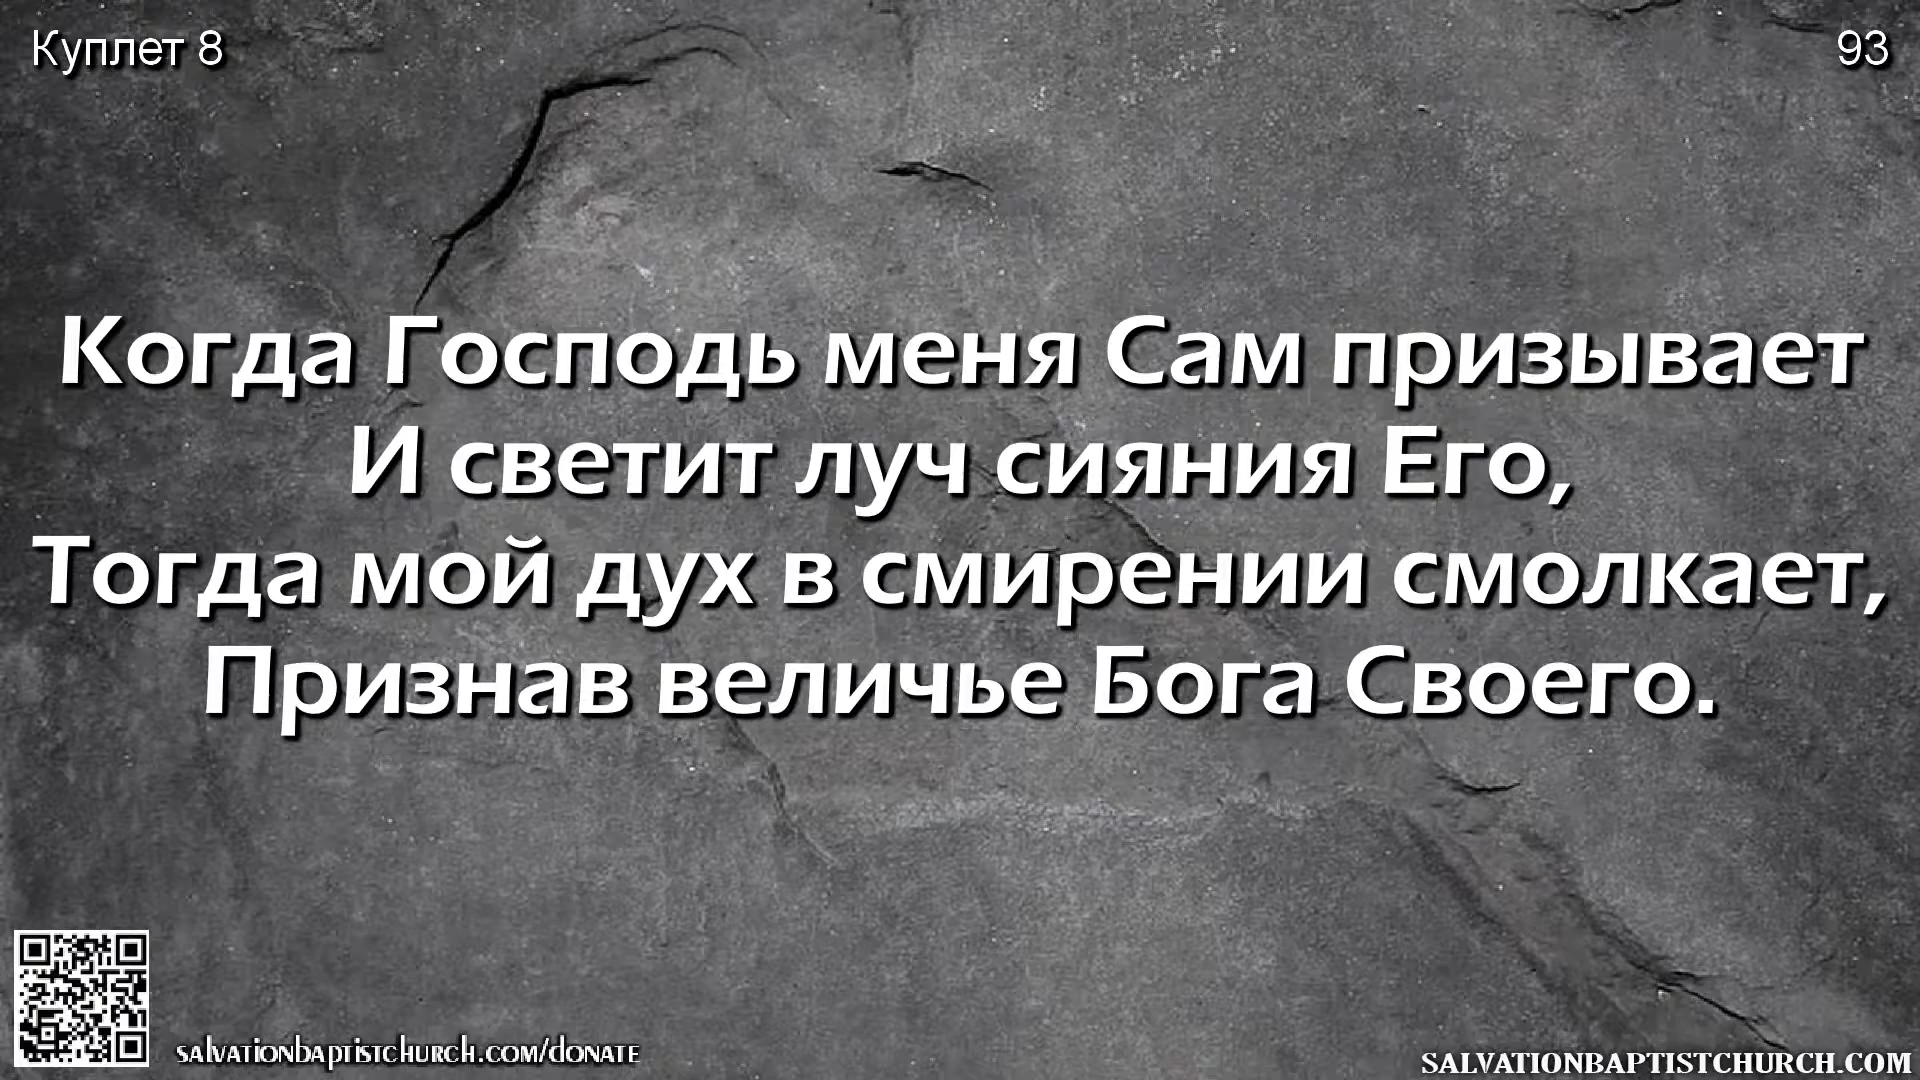 Куплет 8
93
Когда Господь меня Сам призывает
И светит луч сияния Его,
Тогда мой дух в смирении смолкает,
Признав величье Бога Своего.
salvationbaptistchurch.com/donate
SALVATIONBAPTISTCHURCH.COM